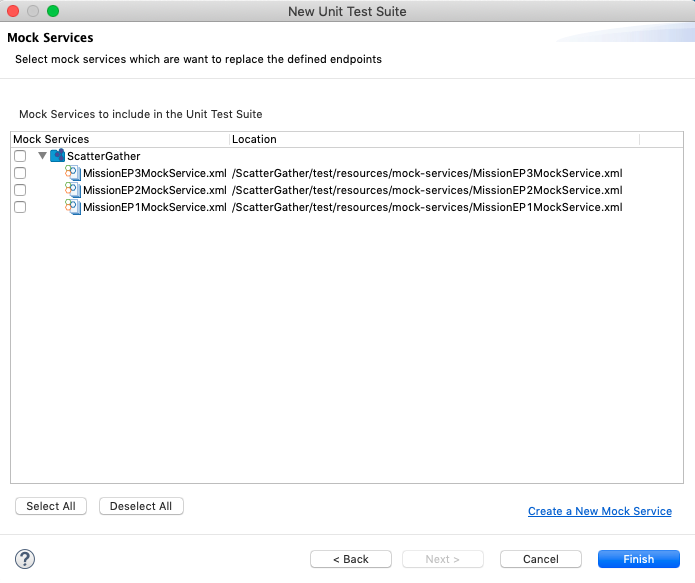 New Unit Test Suite
Mock Services
Select mock services which are want to replace the defined endpoints
Mock Services to include in the Unit Test Suite
Mock Services Location
ScatterGather
MissionEP3MockService.xml /ScatterGather/test/resources/mock-services/MissionEP3MockService.xml
MissionEP2MockService.xml /ScatterGather/test/resources/mock-services/MissionEP2MockService.xml
MissionEP1MockService.xml /ScatterGather/test/resources/mock-services/MissionEP1MockService.xml
Select All Deselect All
Create a New Mock Service
? < Back Next > Cancel Finish